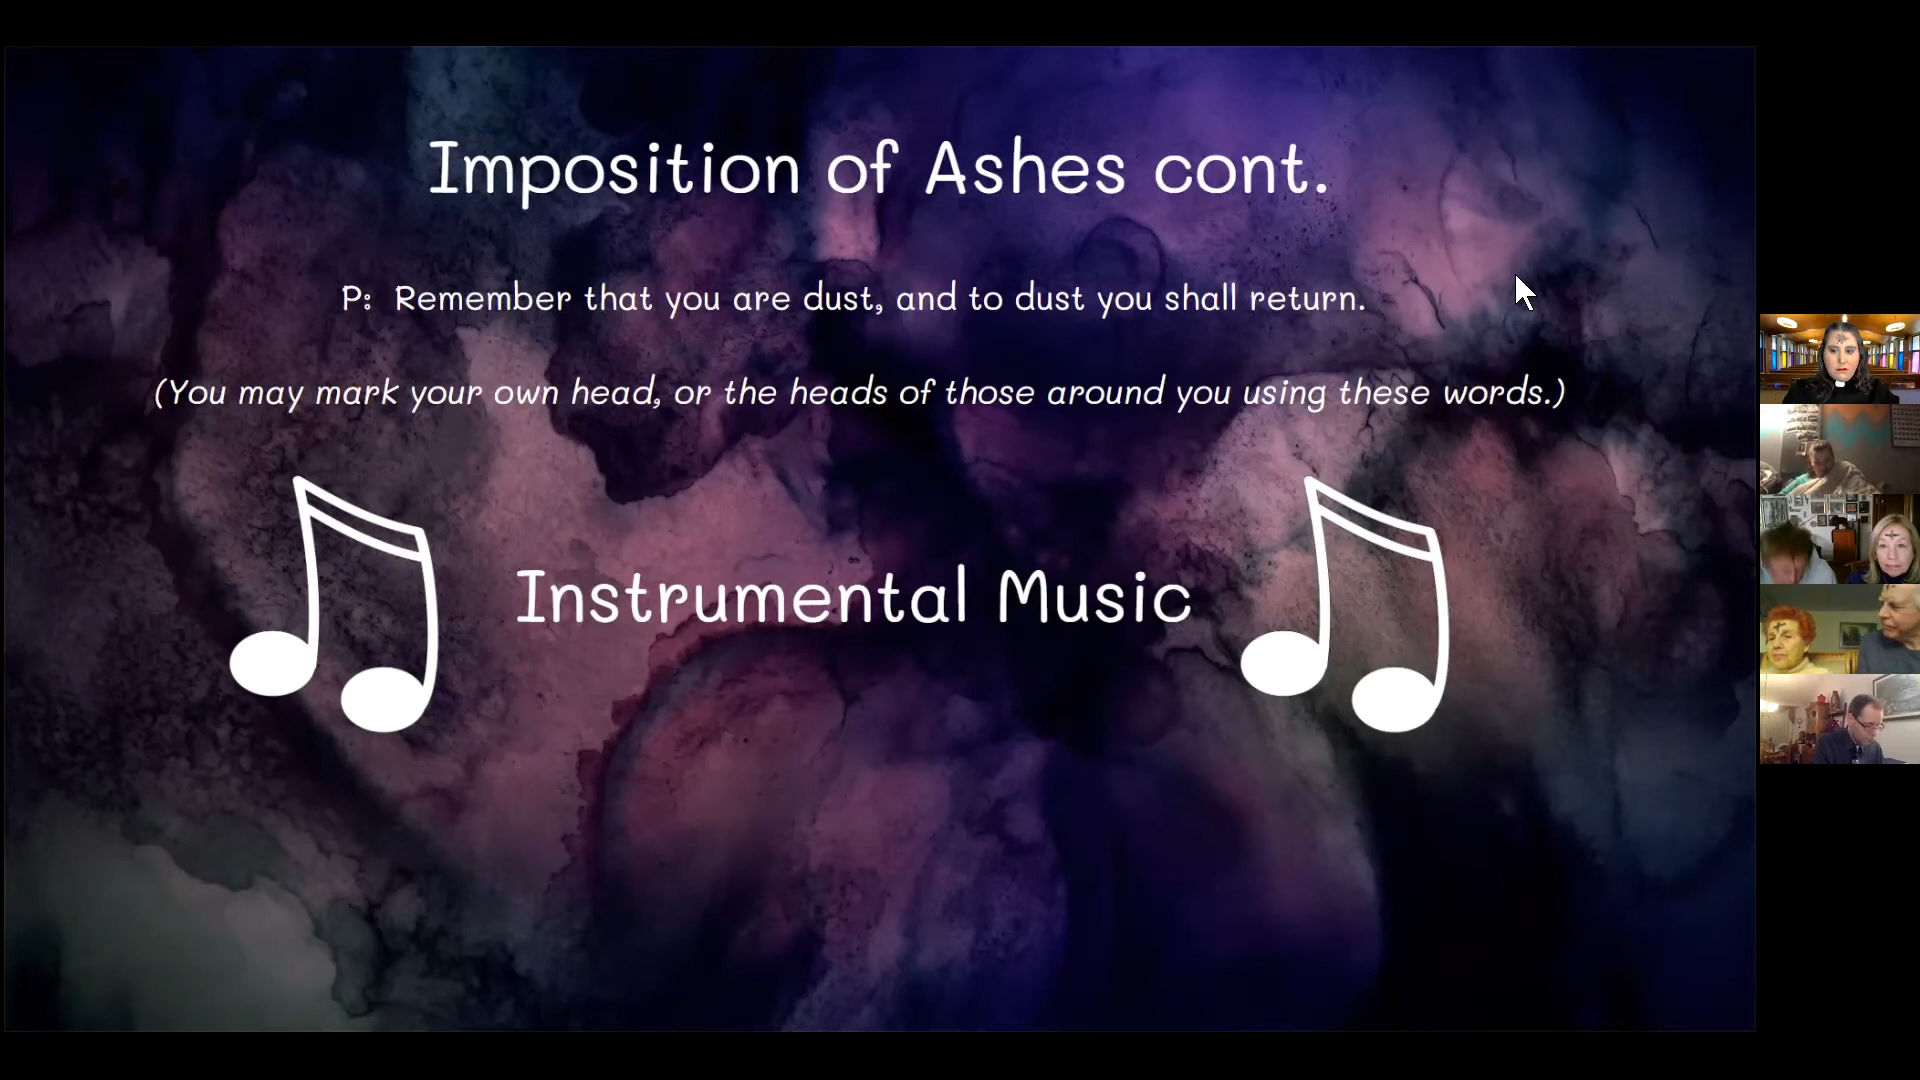 Imposition of Ashes cont.
P: Remember that you are dust, and to dust you shall return.
(You may mark your own head, or the heads of those around you using these words.)
Instrumental Music